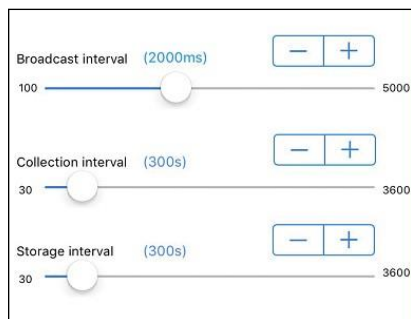 Broadcast interval (2000ms) − +
100 5000
Collection interval (300s) − +
30 3600
Storage interval (300s) − +
30 3600